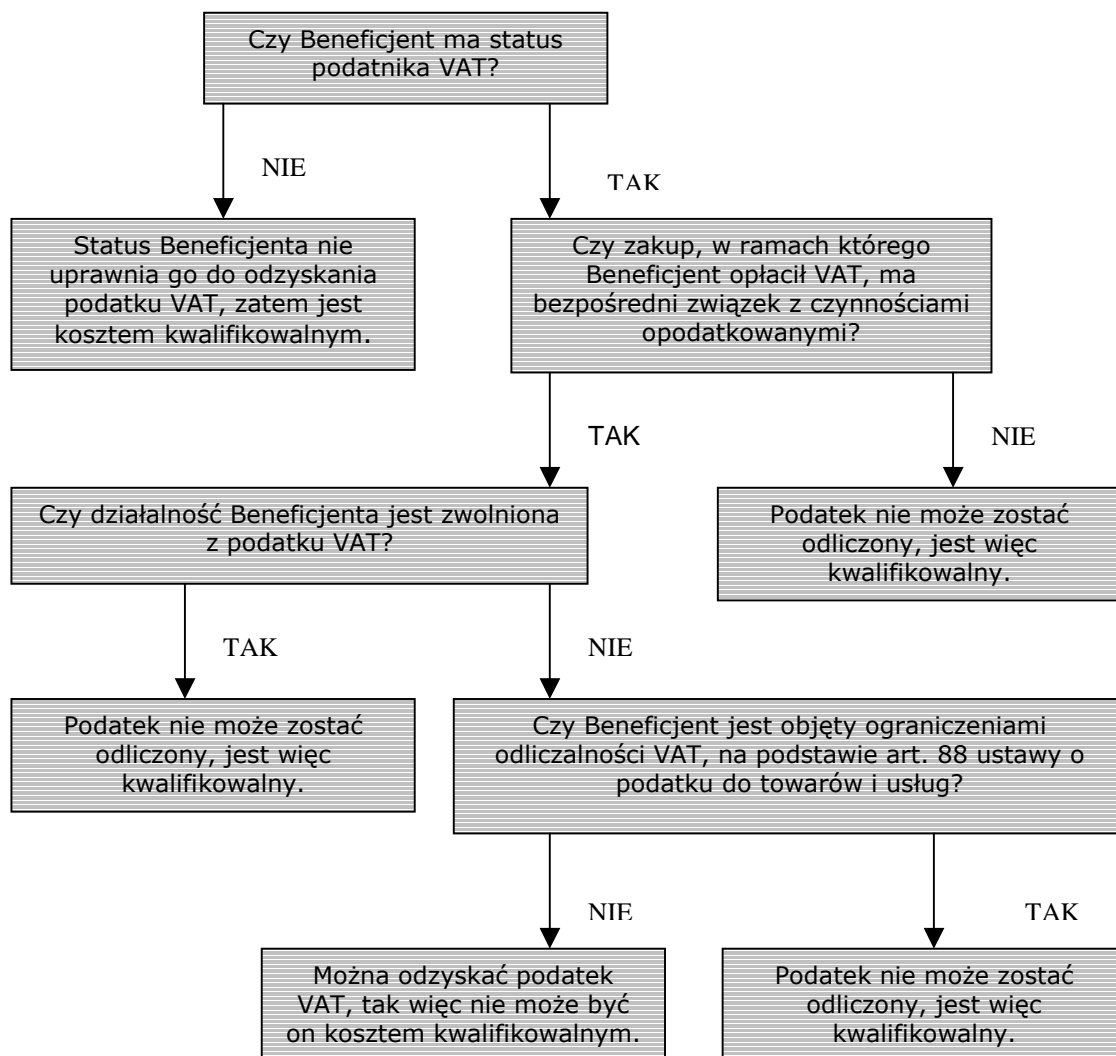 Czy Beneficjent ma status
podatnika VAT?
NIE
TAK
Status Beneficjenta nie
uprawnia go do odzyskania
podatku VAT, zatem jest
kosztem kwalifikowalnym.
Czy zakup, w ramach którego
Beneficjent opłacił VAT, ma
bezpośredni związek z czynnościami
opodatkowanymi?
TAK
NIE
Czy działalność Beneficjenta jest zwolniona
z podatku VAT?
Podatek nie może zostać
odliczony, jest więc
kwalifikowalny.
TAK
NIE
Podatek nie może zostać
odliczony, jest więc
kwalifikowalny.
Czy Beneficjent jest objęty ograniczeniami
odliczalności VAT, na podstawie art. 88 ustawy o
podatku do towarów i usług?
NIE
TAK
Można odzyskać podatek
VAT, tak więc nie może być
on kosztem kwalifikowalnym.
Podatek nie może zostać
odliczony, jest więc
kwalifikowalny.